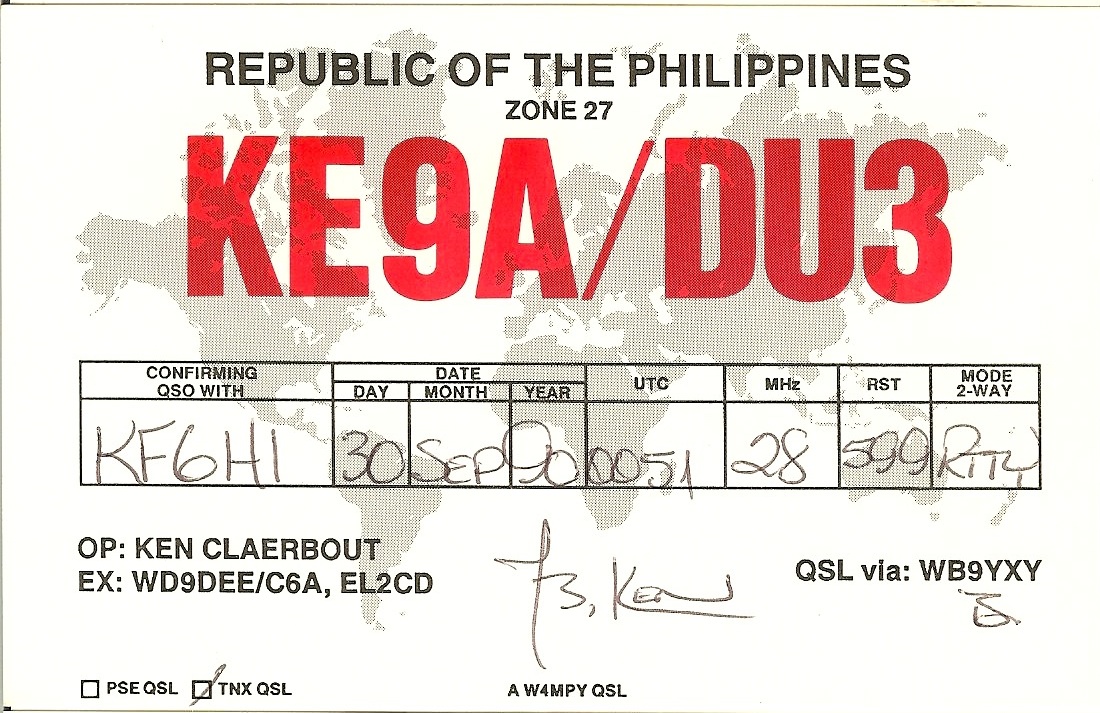 REPUBLIC OF THE PHILIPPINES
ZONE 27
KE9A/DU3
CONFIRMING QSO WITH DATE DAY MONTH YEAR UTC MHz RST MODE 2-WAY
KF6HI 30 SEP 90 0051 28 599 RTTY
OP: KEN CLAERBOUT
EX: WD9DEE/C6A, EL2CD
73, KEN
QSL via: WB9YXY
PSE QSL TNX QSL
A W4MPY QSL